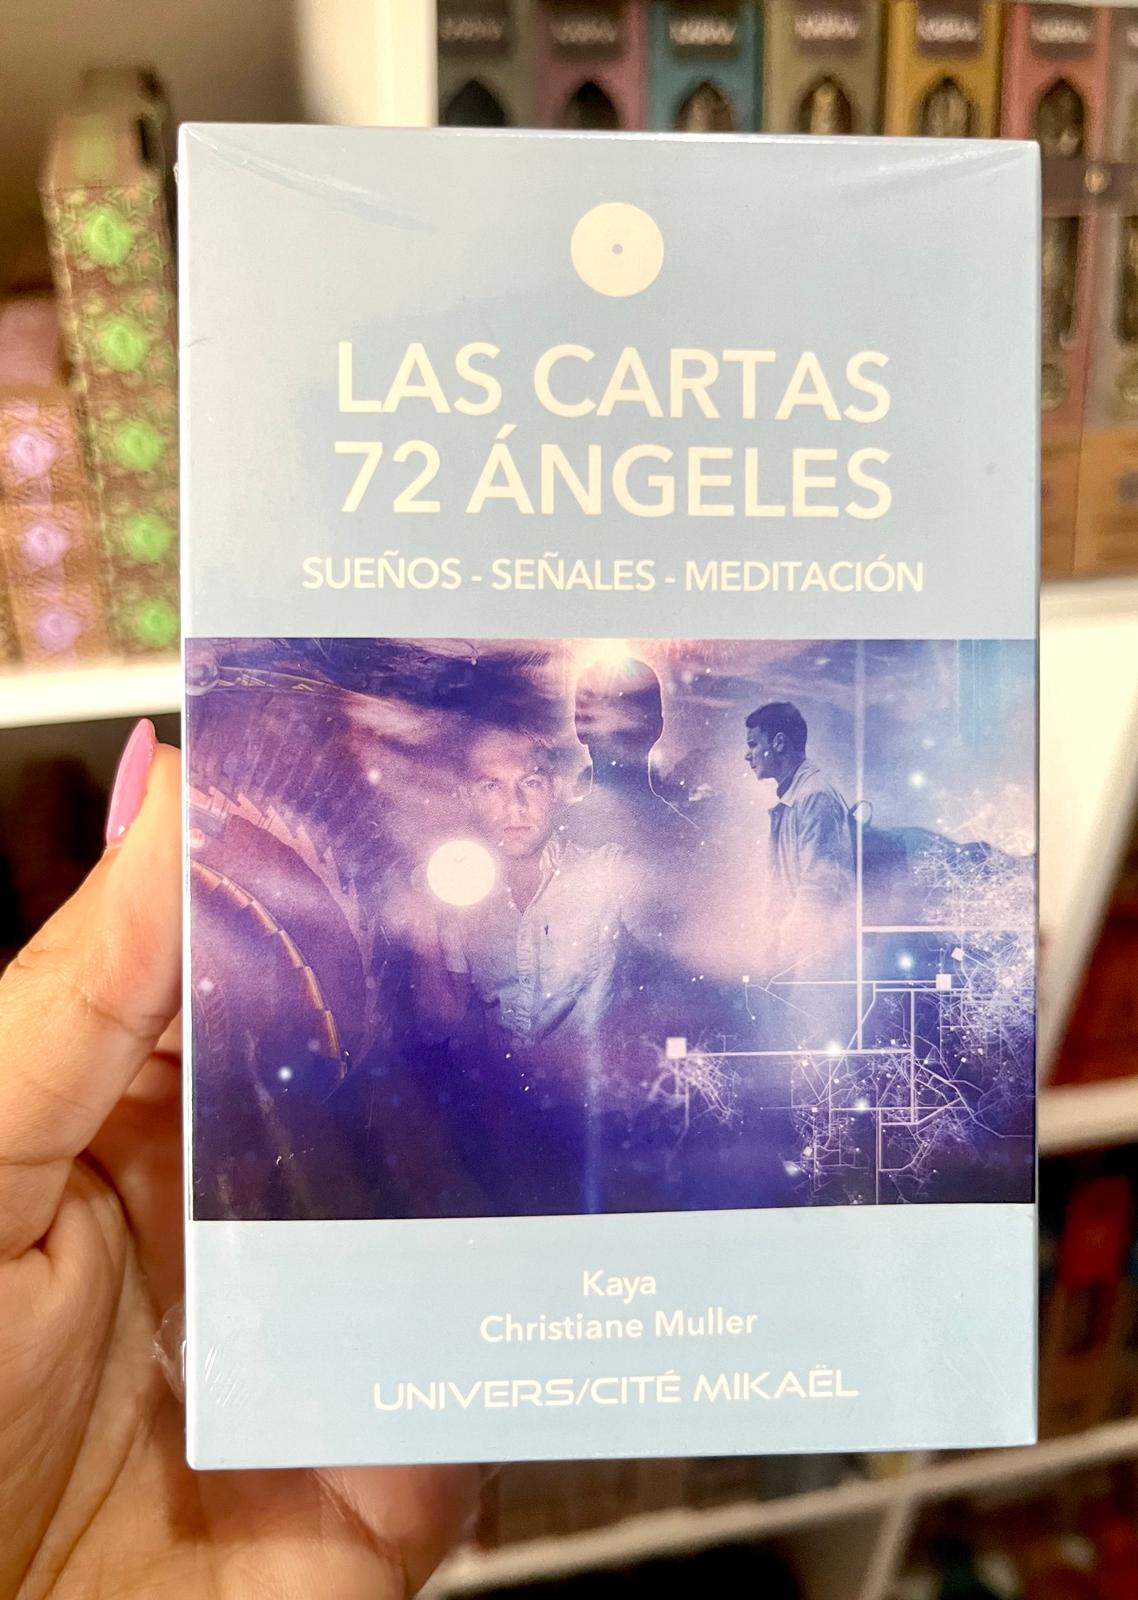 LAS CARTAS
72 ÁNGELES
SUEÑOS - SEÑALES - MEDITACIÓN
Kaya
Christiane Muller
UNIVERS/CITÉ MIKAËL